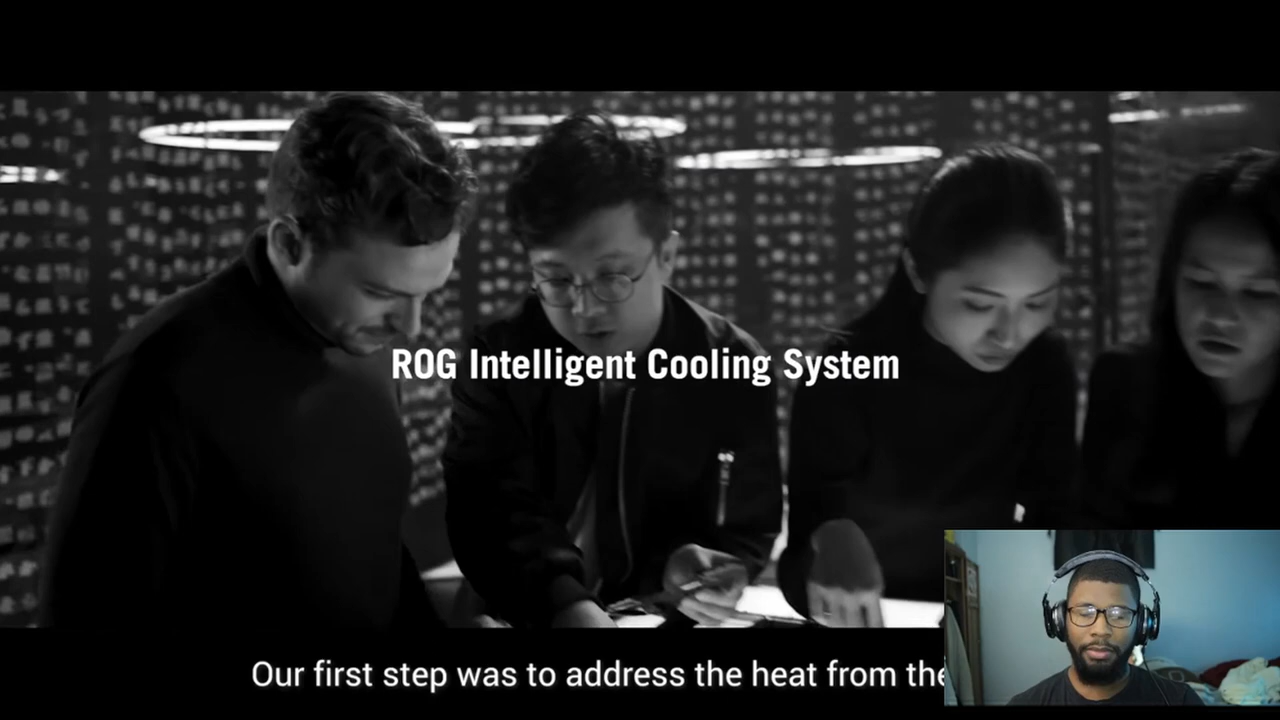 ROG Intelligent Cooling System
Our first step was to address the heat from the